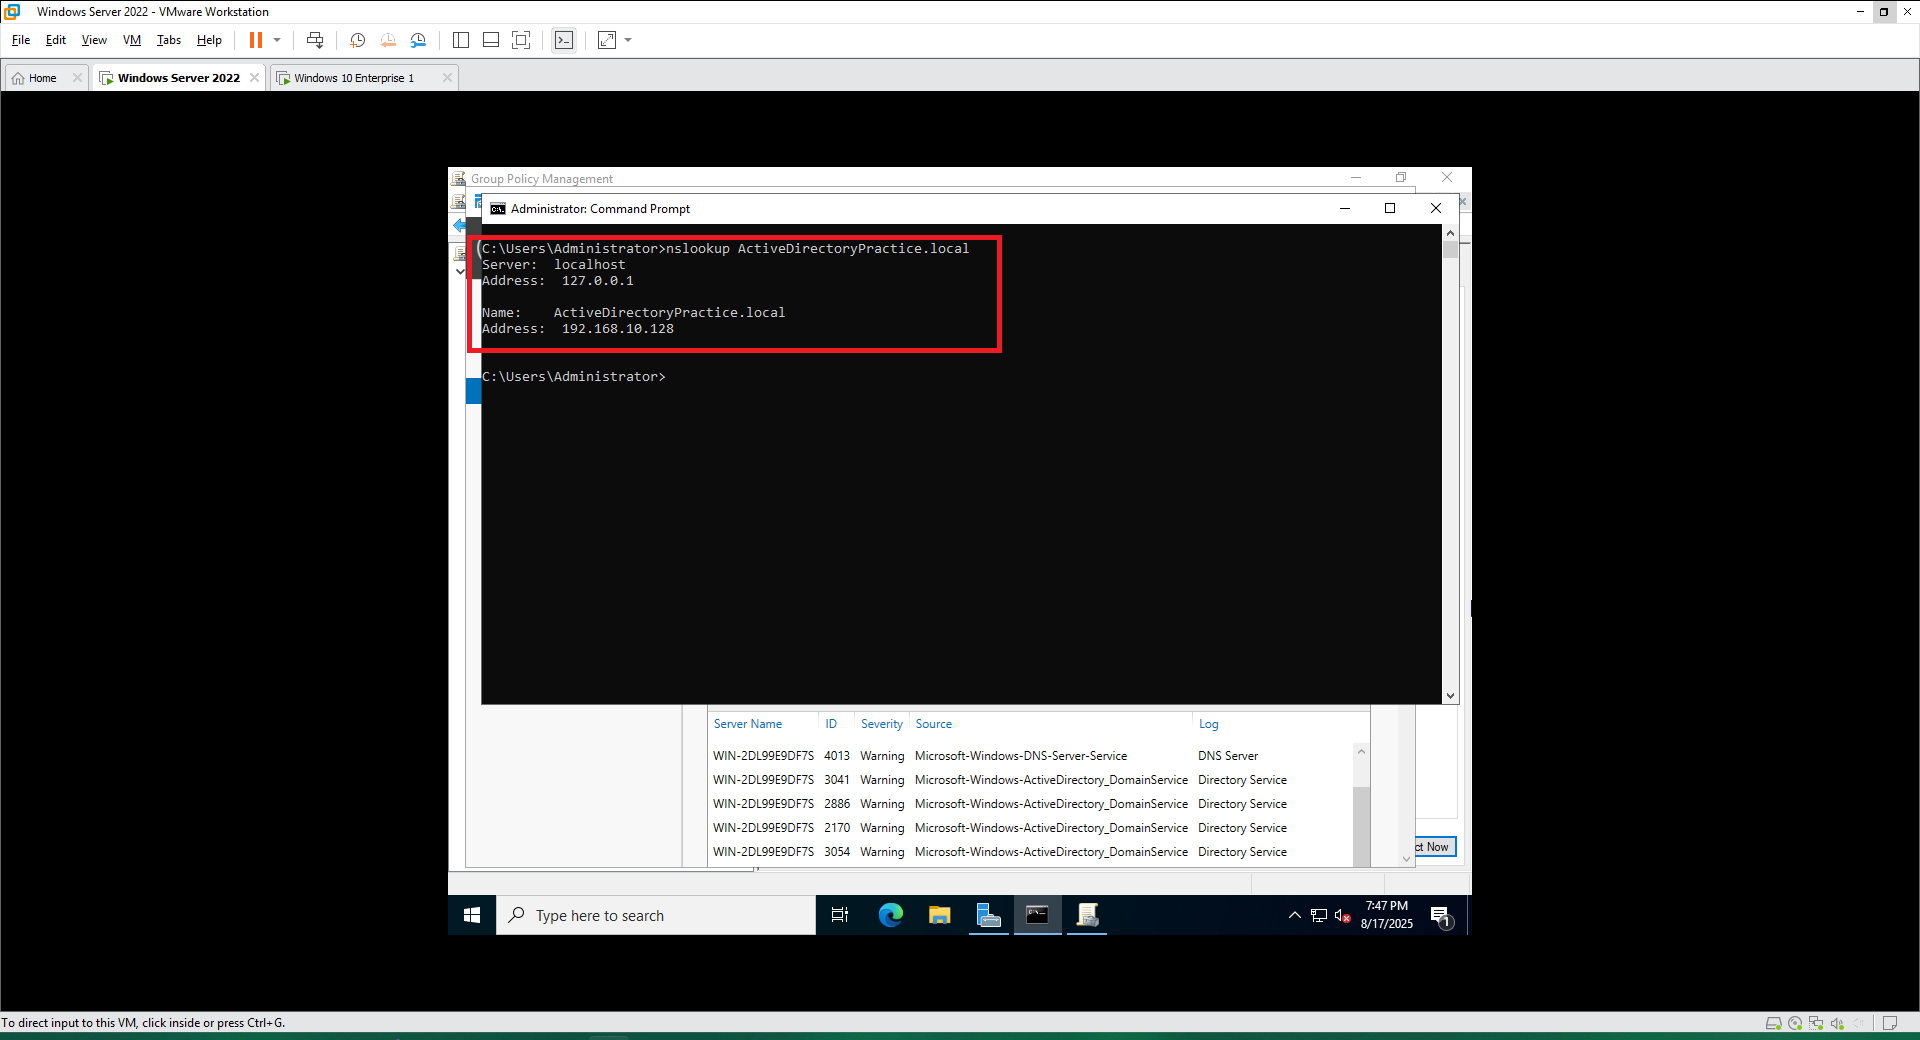 Windows Server 2022 - VMware Workstation
File Edit View VM Tabs Help
Home
Windows Server 2022
Windows 10 Enterprise 1
Group Policy Management
Administrator: Command Prompt
C:\Users\Administrator>nslookup ActiveDirectoryPractice.local
Server: localhost
Address: 127.0.0.1
Name: ActiveDirectoryPractice.local
Address: 192.168.10.128
C:\Users\Administrator>
Server Name ID Severity Source Log
WIN-2DL99E9DF7S 4013 Warning Microsoft-Windows-DNS-Server-Service DNS Server
WIN-2DL99E9DF7S 3041 Warning Microsoft-Windows-ActiveDirectory_DomainService Directory Service
WIN-2DL99E9DF7S 2886 Warning Microsoft-Windows-ActiveDirectory_DomainService Directory Service
WIN-2DL99E9DF7S 2170 Warning Microsoft-Windows-ActiveDirectory_DomainService Directory Service
WIN-2DL99E9DF7S 3054 Warning Microsoft-Windows-ActiveDirectory_DomainService Directory Service
ct Now
Type here to search
7:47 PM
8/17/2025
1
To direct input to this VM, click inside or press Ctrl+G.